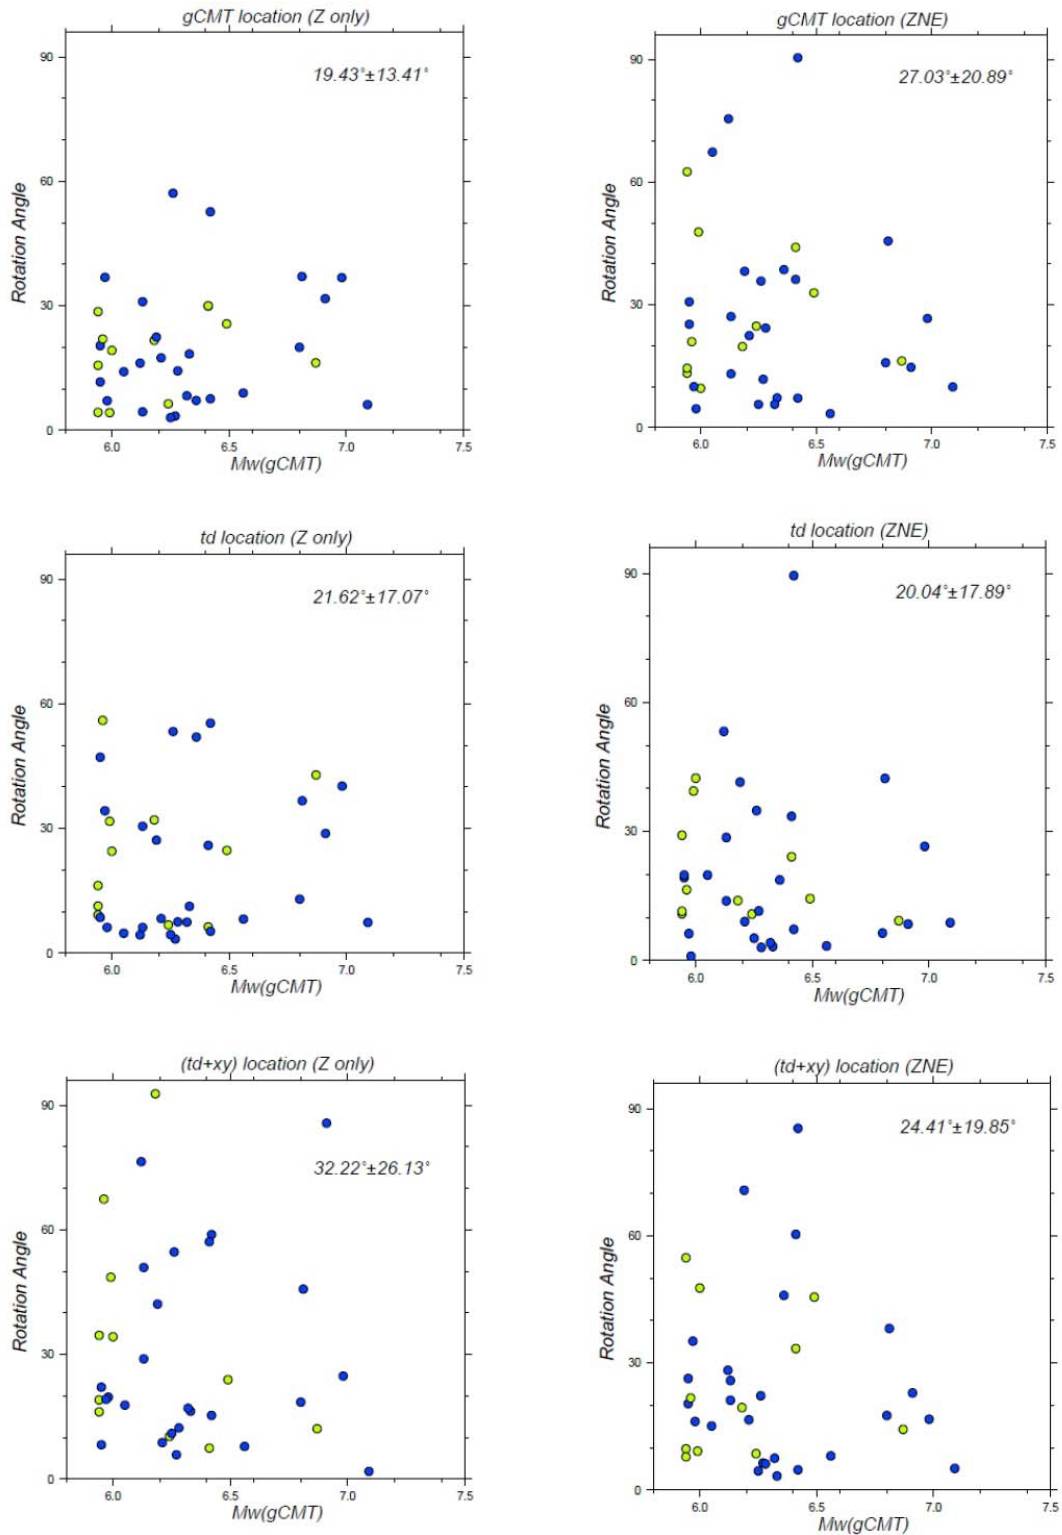 gCMT location (Z only)
19.43°±13.41°
90
60
30
0
Rotation Angle
6.0 6.5 7.0 7.5
Mw(gCMT)
gCMT location (ZNE)
27.03°±20.89°
90
60
30
0
Rotation Angle
6.0 6.5 7.0 7.5
Mw(gCMT)
td location (Z only)
21.62°±17.07°
90
60
30
0
Rotation Angle
6.0 6.5 7.0 7.5
Mw(gCMT)
td location (ZNE)
20.04°±17.89°
90
60
30
0
Rotation Angle
6.0 6.5 7.0 7.5
Mw(gCMT)
(td+xy) location (Z only)
32.22°±26.13°
90
60
30
0
Rotation Angle
6.0 6.5 7.0 7.5
Mw(gCMT)
(td+xy) location (ZNE)
24.41°±19.85°
90
60
30
0
Rotation Angle
6.0 6.5 7.0 7.5
Mw(gCMT)